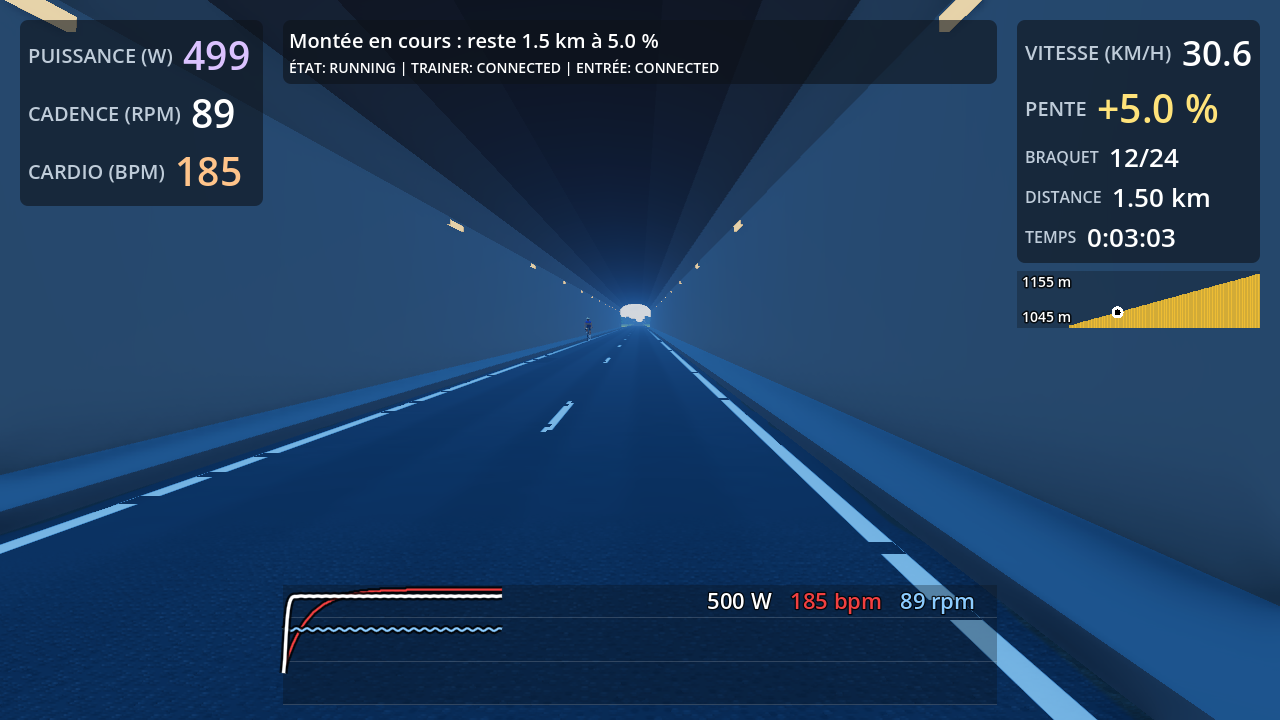 PUISSANCE (W) 499
CADENCE (RPM) 89
CARDIO (BPM) 185
Montée en cours : reste 1.5 km à 5.0 %
ÉTAT: RUNNING | TRAINER: CONNECTED | ENTRÉE: CONNECTED
VITESSE (KM/H) 30.6
PENTE +5.0 %
BRAQUET 12/24
DISTANCE 1.50 km
TEMPS 0:03:03
1155 m
1045 m
500 W 185 bpm 89 rpm